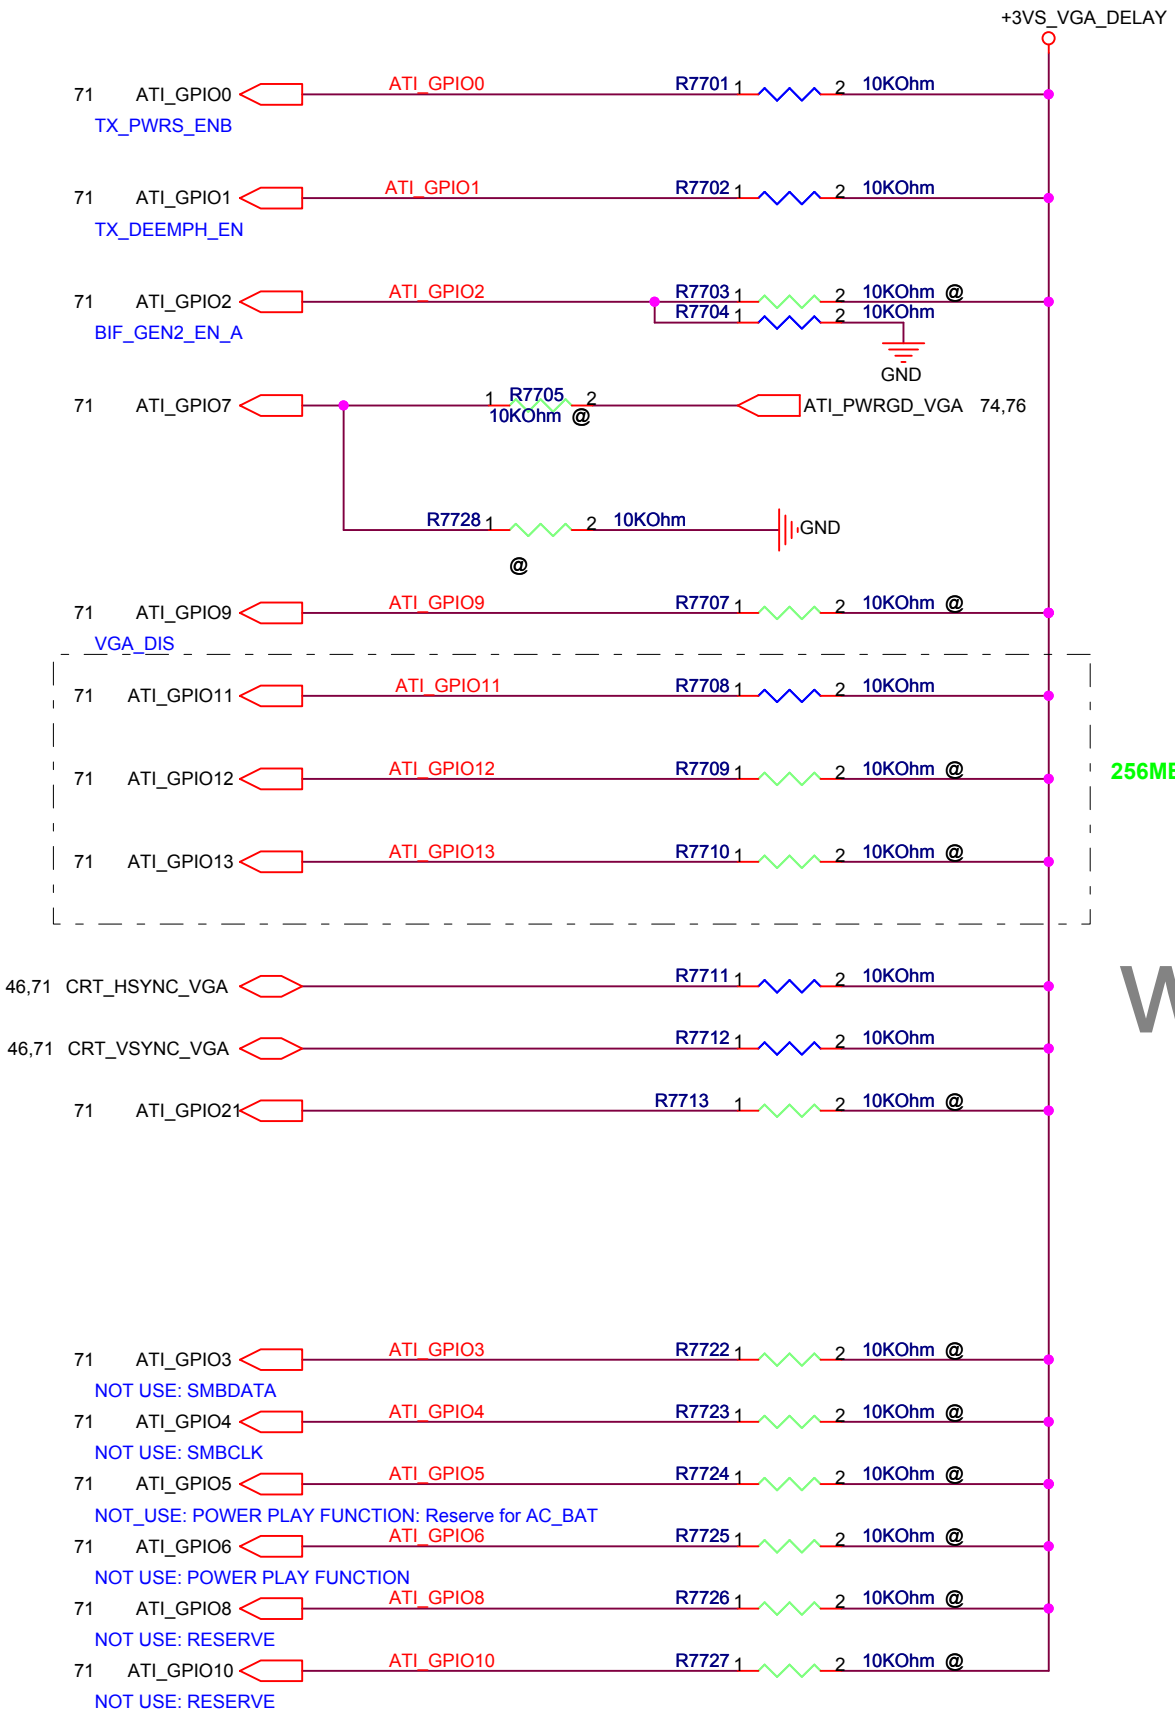 +3VS_VGA_DELAY
71 ATI_GPIO0 ATI_GPIO0 R7701 1 2 10KOhm
TX_PWRS_ENB
71 ATI_GPIO1 ATI_GPIO1 R7702 1 2 10KOhm
TX_DEEMPH_EN
71 ATI_GPIO2 ATI_GPIO2 R7703 1 2 10KOhm @
R7704 1 2 10KOhm
BIF_GEN2_EN_A
GND
71 ATI_GPIO7 1 R7705 2 ATI_PWRGD_VGA 74,76
10KOhm @
R7728 1 2 10KOhm GND
@
71 ATI_GPIO9 ATI_GPIO9 R7707 1 2 10KOhm @
VGA_DIS
71 ATI_GPIO11 ATI_GPIO11 R7708 1 2 10KOhm
71 ATI_GPIO12 ATI_GPIO12 R7709 1 2 10KOhm @
71 ATI_GPIO13 ATI_GPIO13 R7710 1 2 10KOhm @
46,71 CRT_HSYNC_VGA R7711 1 2 10KOhm
46,71 CRT_VSYNC_VGA R7712 1 2 10KOhm
71 ATI_GPIO21 R7713 1 2 10KOhm @
71 ATI_GPIO3 ATI_GPIO3 R7722 1 2 10KOhm @
NOT USE: SMBDATA
71 ATI_GPIO4 ATI_GPIO4 R7723 1 2 10KOhm @
NOT USE: SMBCLK
71 ATI_GPIO5 ATI_GPIO5 R7724 1 2 10KOhm @
NOT_USE: POWER PLAY FUNCTION: Reserve for AC_BAT
71 ATI_GPIO6 ATI_GPIO6 R7725 1 2 10KOhm @
NOT USE: POWER PLAY FUNCTION
71 ATI_GPIO8 ATI_GPIO8 R7726 1 2 10KOhm @
NOT USE: RESERVE
71 ATI_GPIO10 ATI_GPIO10 R7727 1 2 10KOhm @
NOT USE: RESERVE